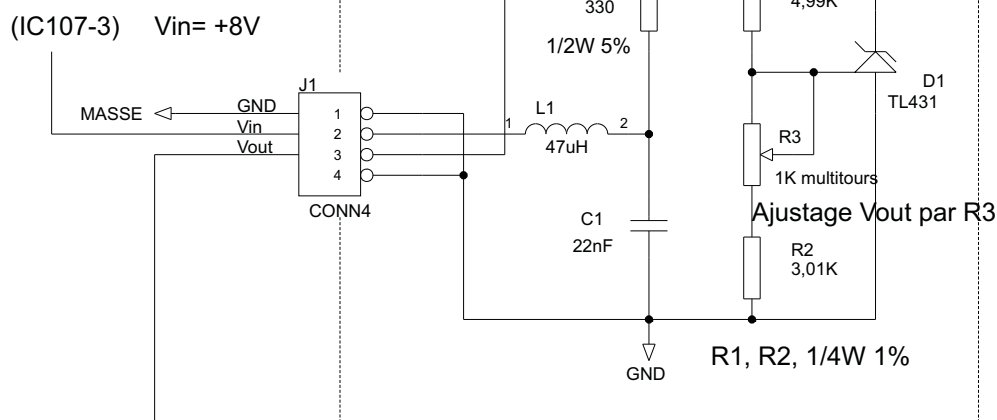 330
4,99K
(IC107-3) Vin= +8V
1/2W 5%
J1
D1
TL431
MASSE
GND
1
Vin
2
Vout
3
4
CONN4
L1
1
2
47uH
R3
1K multitours
Ajustage Vout par R3
C1
22nF
R2
3,01K
GND
R1, R2, 1/4W 1%